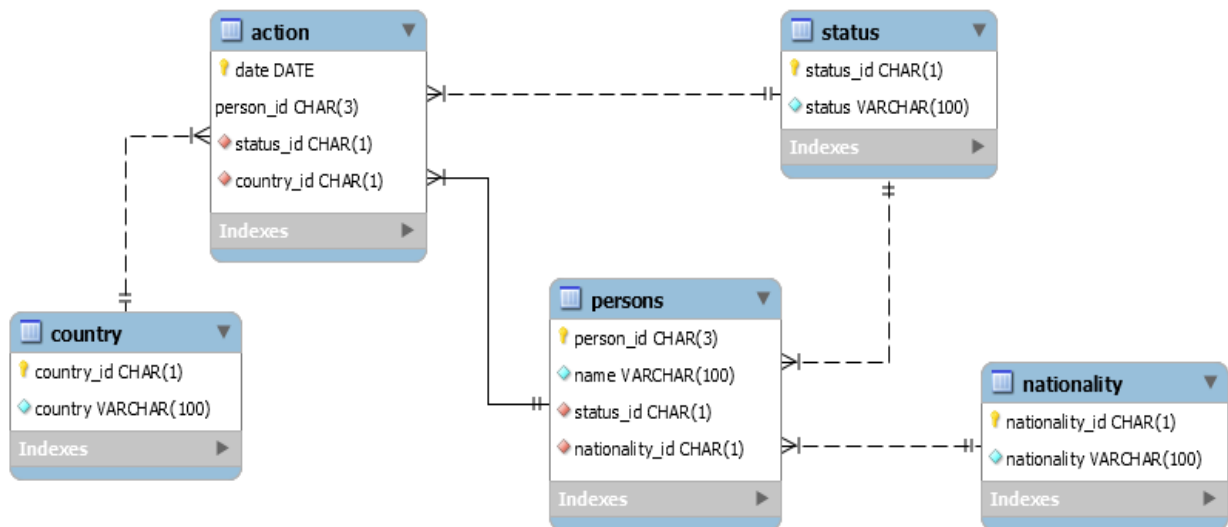 action
date DATE
person_id CHAR(3)
status_id CHAR(1)
country_id CHAR(1)
Indexes
status
status_id CHAR(1)
status VARCHAR(100)
Indexes
country
country_id CHAR(1)
country VARCHAR(100)
Indexes
persons
person_id CHAR(3)
name VARCHAR(100)
status_id CHAR(1)
nationality_id CHAR(1)
Indexes
nationality
nationality_id CHAR(1)
nationality VARCHAR(100)
Indexes